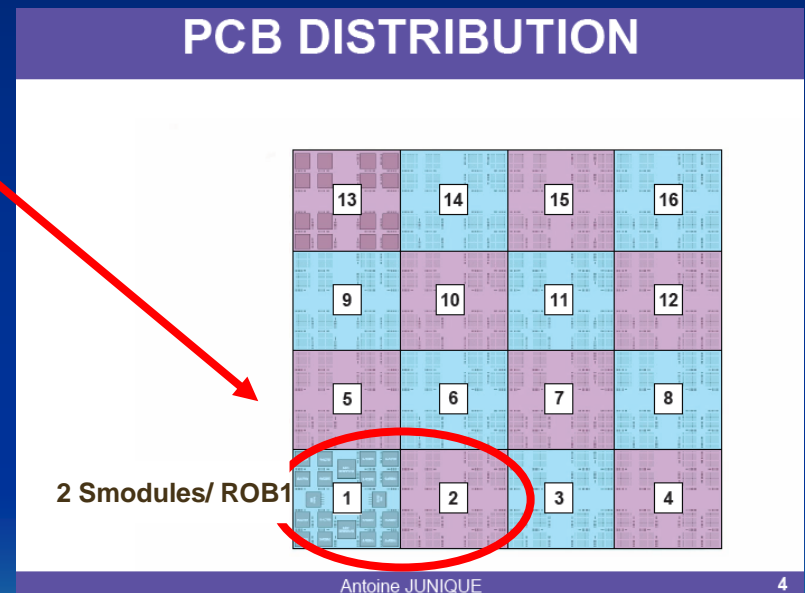 PCB DISTRIBUTION
13 14 15 16
9 10 11 12
5 6 7 8
2 Smodules/ ROB1
1 2 3 4
Antoine JUNIQUE 4